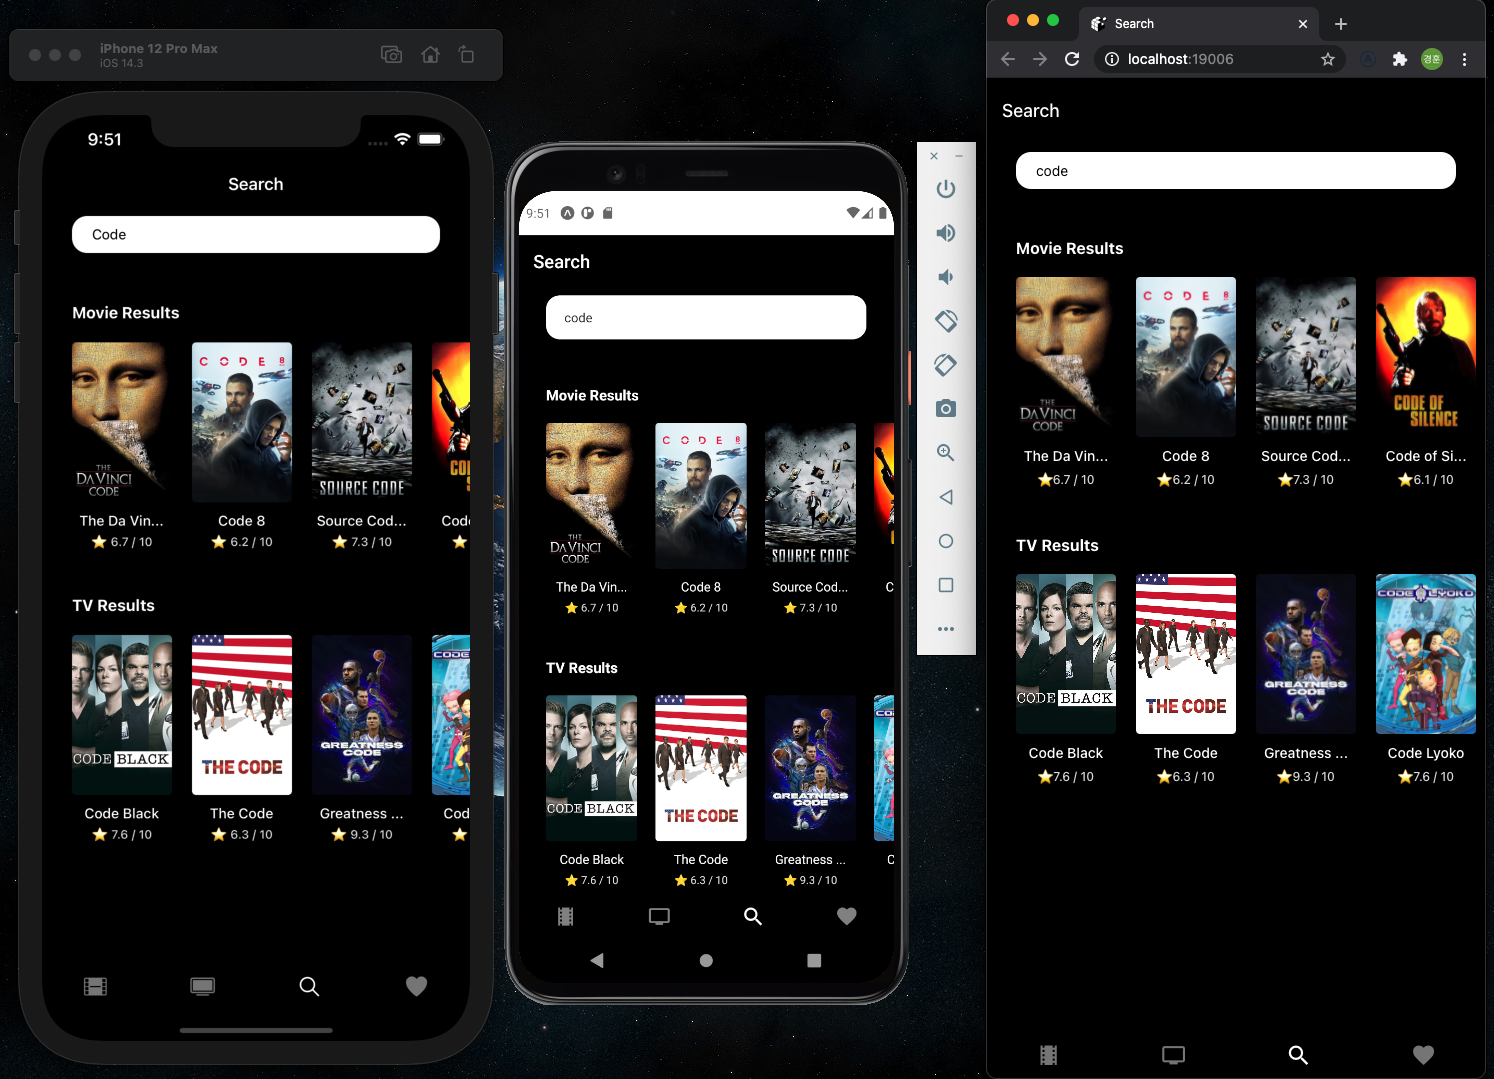 iPhone 12 Pro Max
iOS 14.3
9:51
Search
Code
Movie Results
THE
DAVINCI
CODE
CODE 8
SOURCE CODE
The Da Vin...
Code 8
Source Cod...
Code
6.7 / 10
6.2 / 10
7.3 / 10
TV Results
CODE BLACK
THE CODE
GREATNESS
CODE
Code Black
The Code
Greatness ...
Cod
7.6 / 10
6.3 / 10
9.3 / 10
9:51
Search
code
Movie Results
THE
DAVINCI
CODE
CODE 8
SOURCE CODE
The Da Vin...
Code 8
Source Cod...
C
6.7 / 10
6.2 / 10
7.3 / 10
TV Results
CODE BLACK
THE CODE
GREATNESS
CODE
Code Black
The Code
Greatness ...
C
7.6 / 10
6.3 / 10
9.3 / 10
Search
localhost:19006
경훈
Search
code
Movie Results
THE
DAVINCI
CODE
CODE 8
SOURCE CODE
CODE OF
SILENCE
The Da Vin...
Code 8
Source Cod...
Code of Si...
6.7 / 10
6.2 / 10
7.3 / 10
6.1 / 10
TV Results
CODE BLACK
THE CODE
GREATNESS
CODE
CODE LYOKO
Code Black
The Code
Greatness ...
Code Lyoko
7.6 / 10
6.3 / 10
9.3 / 10
7.6 / 10